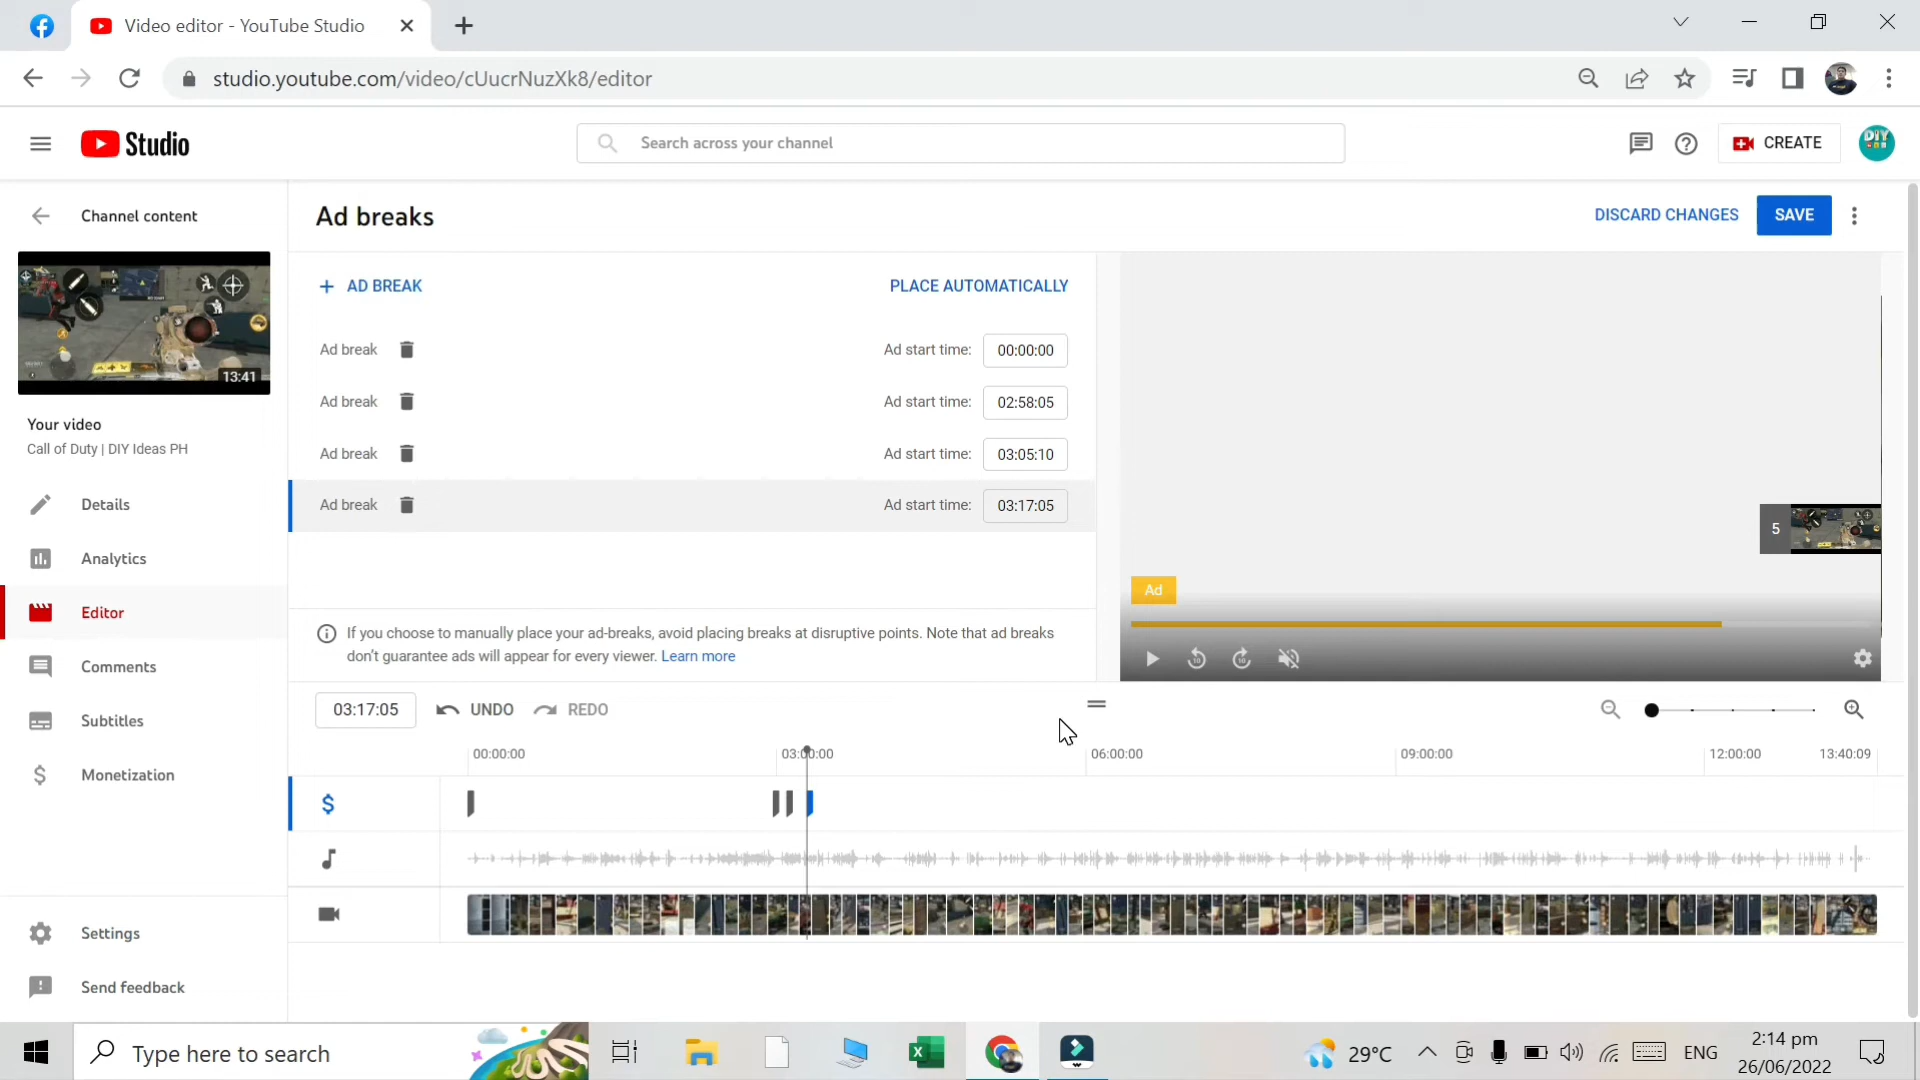 Video editor - YouTube Studio
studio.youtube.com/video/cUucrNuzXk8/editor
Studio
Search across your channel
CREATE
DIY
Channel content
Ad breaks
DISCARD CHANGES
SAVE
+ AD BREAK
PLACE AUTOMATICALLY
13:41
Your video
Call of Duty | DIY Ideas PH
Ad break
Ad start time:
00:00:00
Ad break
Ad start time:
02:58:05
Ad break
Ad start time:
03:05:10
Ad break
Ad start time:
03:17:05
5
Ad
If you choose to manually place your ad-breaks, avoid placing breaks at disruptive points. Note that ad breaks
don't guarantee ads will appear for every viewer. Learn more
Details
Analytics
Editor
Comments
Subtitles
Monetization
Settings
Send feedback
03:17:05
UNDO
REDO
00:00:00
03:00:00
06:00:00
09:00:00
12:00:00
13:40:09
Type here to search
29°C
ENG
2:14 pm
26/06/2022